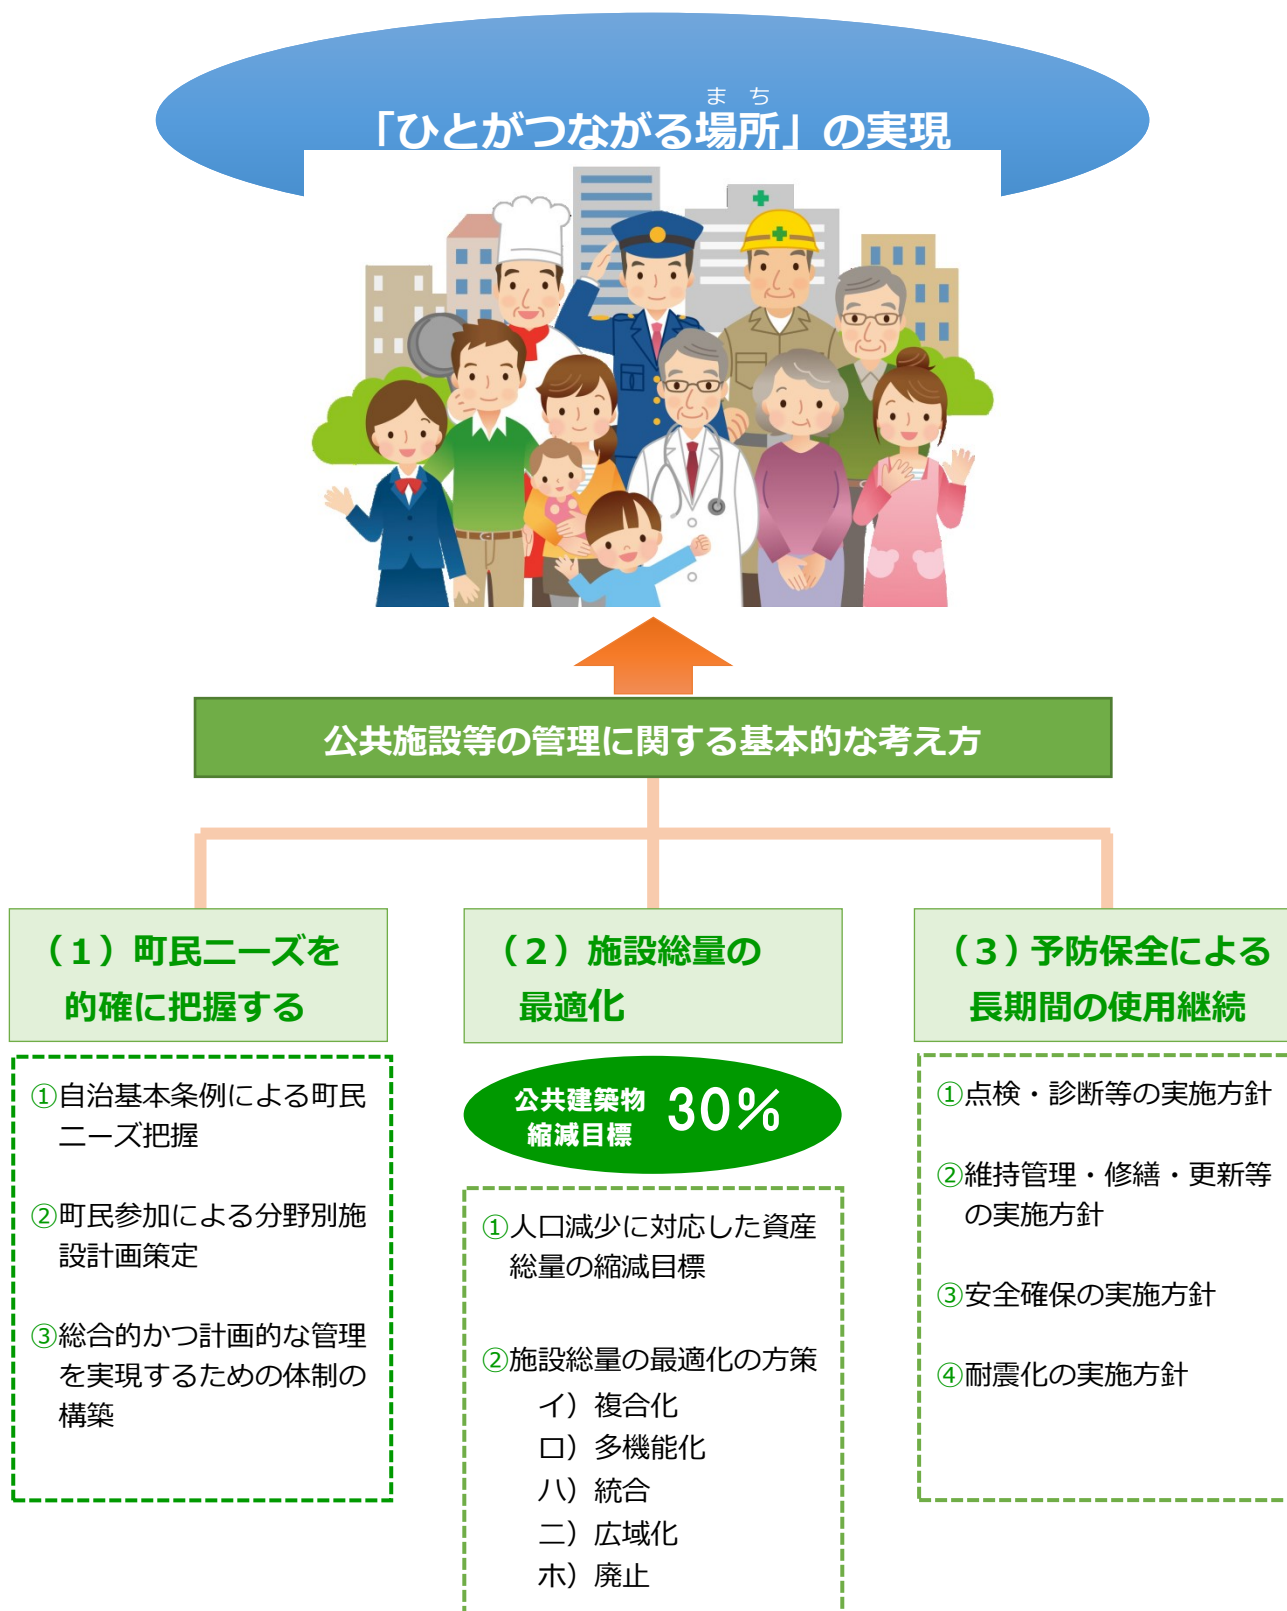 まち
「ひとがつながる場所」の実現
公共施設等の管理に関する基本的な考え方
（１）町民ニーズを
的確に把握する
①自治基本条例による町民
ニーズ把握
②町民参加による分野別施
設計画策定
③総合的かつ計画的な管理
を実現するための体制の
構築
（２）施設総量の
最適化
公共建築物
縮減目標
30％
①人口減少に対応した資産
総量の縮減目標
②施設総量の最適化の方策
イ）複合化
ロ）多機能化
ハ）統合
ニ）広域化
ホ）廃止
（３）予防保全による
長期間の使用継続
①点検・診断等の実施方針
②維持管理・修繕・更新等
の実施方針
③安全確保の実施方針
④耐震化の実施方針